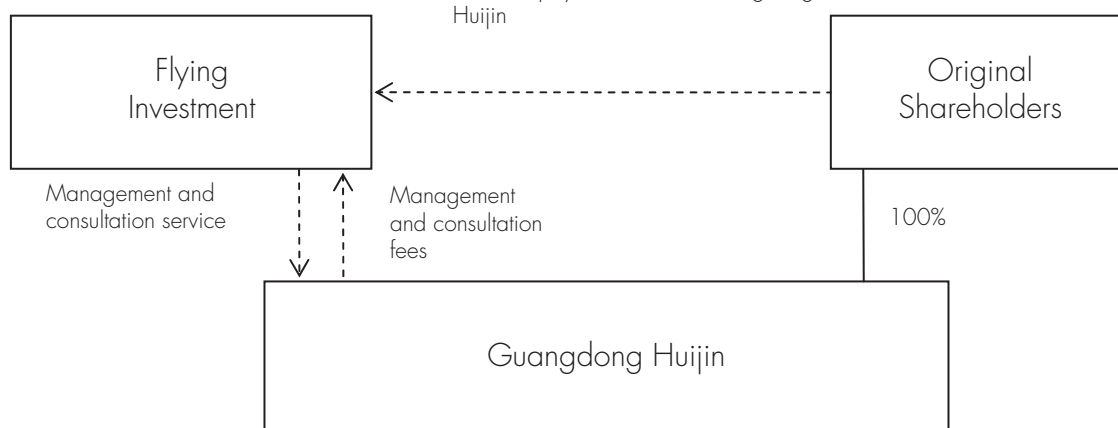 Huijin
Flying
Investment
Original
Shareholders
Management and
consultation service
Management
and consultation
fees
100%
Guangdong Huijin